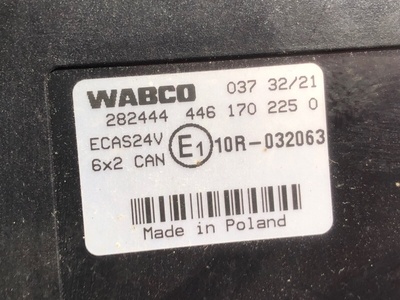 WABCO 037 32/21
282444 446 170 225 0
ECAS24V
6x2 CAN E1 10R-032063
Made in Poland